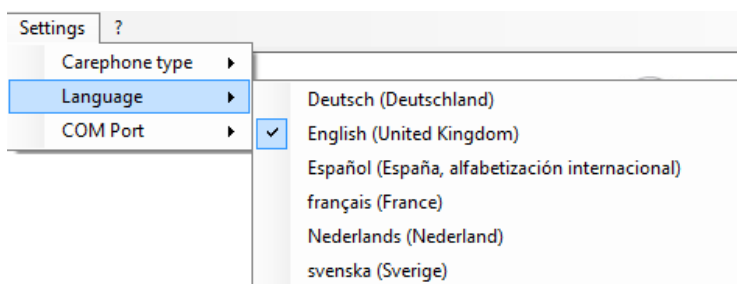 Settings ?
Carephone type
Language
COM Port
Deutsch (Deutschland)
English (United Kingdom)
Español (España, alfabetización internacional)
français (France)
Nederlands (Nederland)
svenska (Sverige)